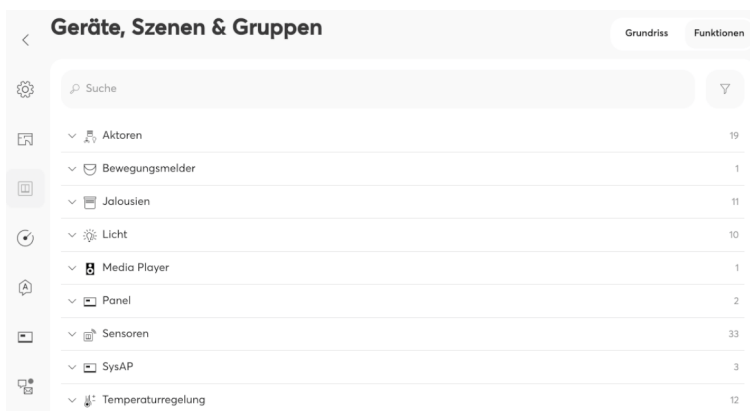 Geräte, Szenen & Gruppen
Grundriss Funktionen
Suche
Aktoren 19
Bewegungsmelder 1
Jalousien 11
Licht 10
Media Player 1
Panel 2
Sensoren 33
SysAP 3
Temperaturregelung 12